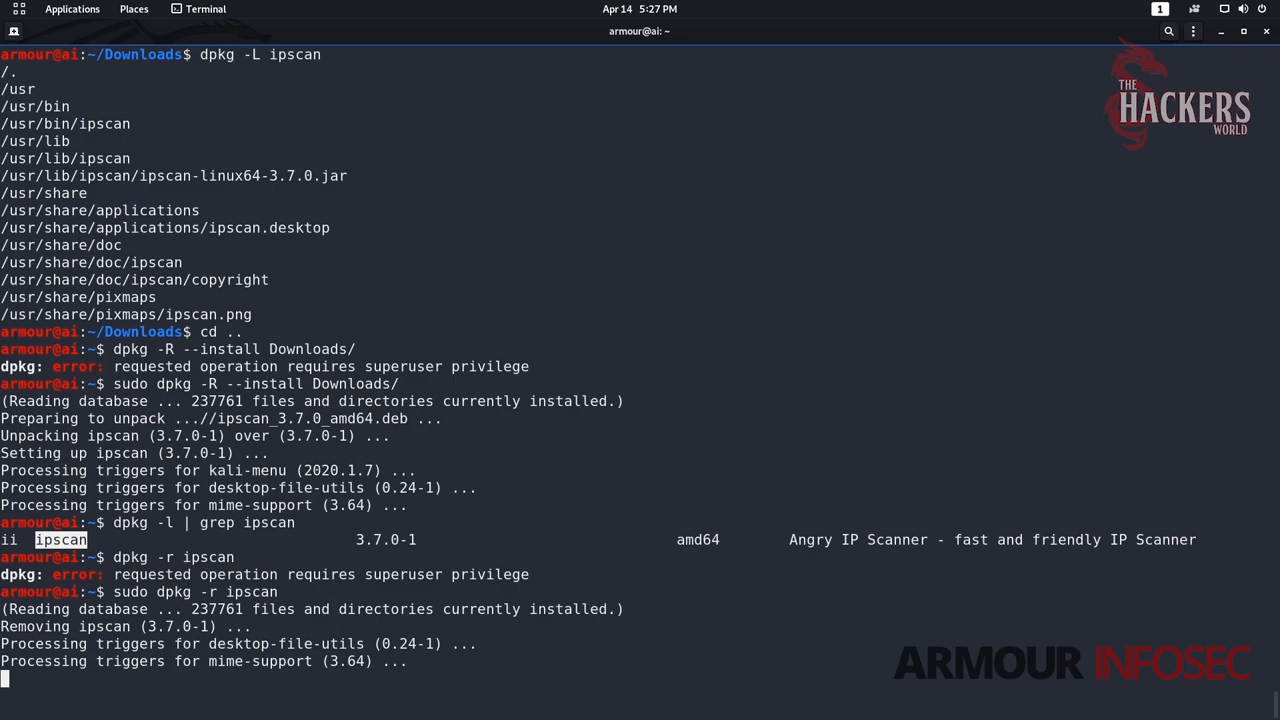 Applications Places Terminal Apr 14 5:27 PM 1
armour@ai: ~
armour@ai:~/Downloads$ dpkg -L ipscan
/.
/usr
/usr/bin
/usr/bin/ipscan
/usr/lib
/usr/lib/ipscan
/usr/lib/ipscan/ipscan-linux64-3.7.0.jar
/usr/share
/usr/share/applications
/usr/share/applications/ipscan.desktop
/usr/share/doc
/usr/share/doc/ipscan
/usr/share/doc/ipscan/copyright
/usr/share/pixmaps
/usr/share/pixmaps/ipscan.png
armour@ai:~/Downloads$ cd ..
armour@ai:~$ dpkg -R --install Downloads/
dpkg: error: requested operation requires superuser privilege
armour@ai:~$ sudo dpkg -R --install Downloads/
(Reading database ... 237761 files and directories currently installed.)
Preparing to unpack ...//ipscan_3.7.0_amd64.deb ...
Unpacking ipscan (3.7.0-1) over (3.7.0-1) ...
Setting up ipscan (3.7.0-1) ...
Processing triggers for kali-menu (2020.1.7) ...
Processing triggers for desktop-file-utils (0.24-1) ...
Processing triggers for mime-support (3.64) ...
armour@ai:~$ dpkg -l | grep ipscan
ii ipscan 3.7.0-1 amd64 Angry IP Scanner - fast and friendly IP Scanner
armour@ai:~$ dpkg -r ipscan
dpkg: error: requested operation requires superuser privilege
armour@ai:~$ sudo dpkg -r ipscan
(Reading database ... 237761 files and directories currently installed.)
Removing ipscan (3.7.0-1) ...
Processing triggers for desktop-file-utils (0.24-1) ...
Processing triggers for mime-support (3.64) ...
THE
HACKERS
WORLD
ARMOUR INFOSEC